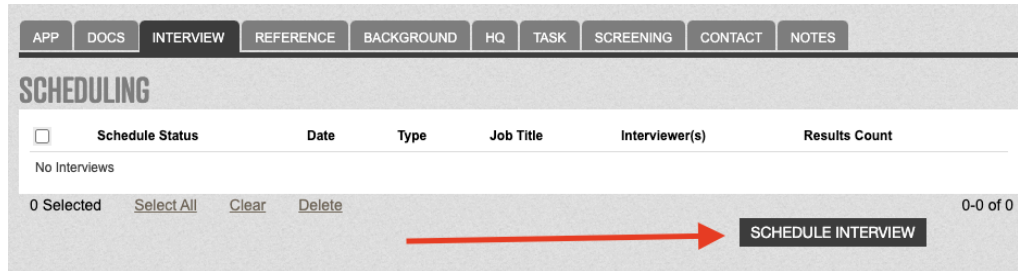 APP DOCS INTERVIEW REFERENCE BACKGROUND HQ TASK SCREENING CONTACT NOTES
SCHEDULING
Schedule Status Date Type Job Title Interviewer(s) Results Count
No Interviews
0 Selected Select All Clear Delete 0-0 of 0
SCHEDULE INTERVIEW